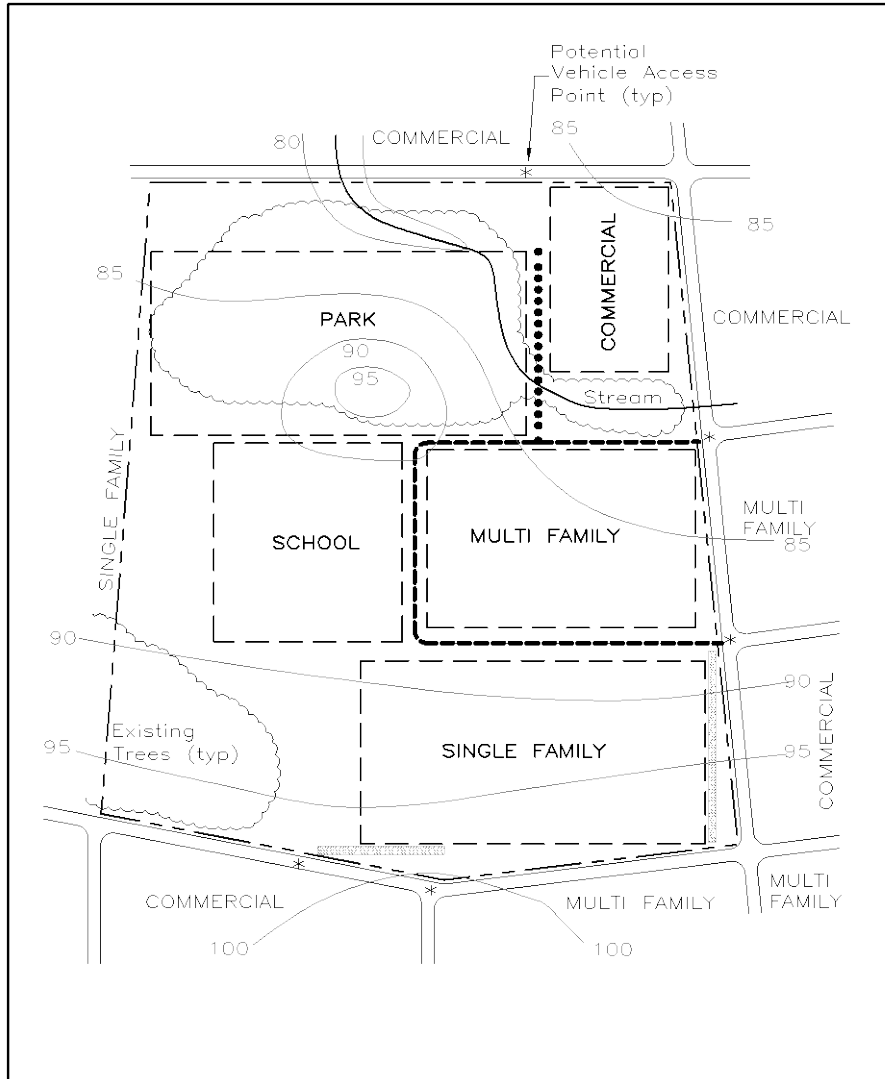 Potential
Vehicle Access
Point (typ)
85
80
COMMERCIAL
85
COMMERCIAL
85
COMMERCIAL
PARK
90
95
Stream
SINGLE FAMILY
MULTI
FAMILY
85
SCHOOL
MULTI FAMILY
90
90
Existing
Trees (typ)
95
SINGLE FAMILY
95
COMMERCIAL
COMMERCIAL
MULTI FAMILY
MULTI
FAMILY
100
100